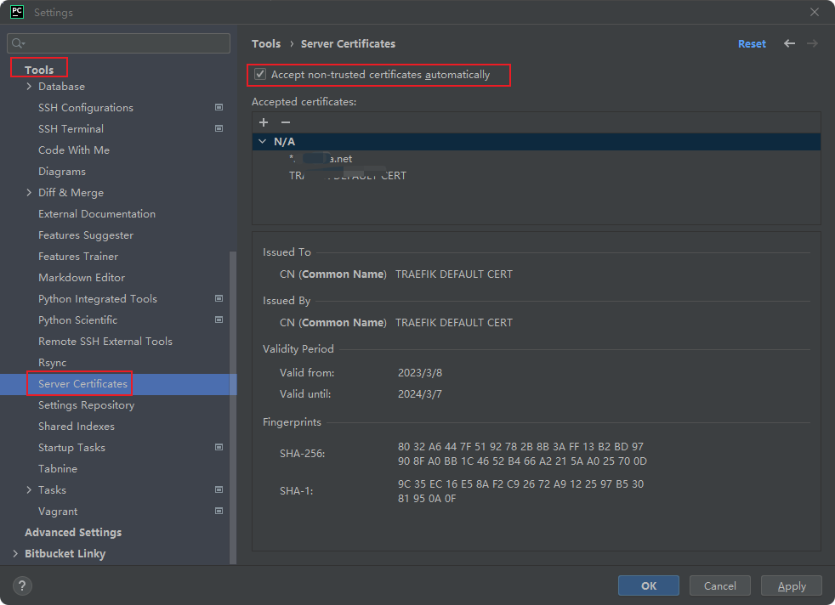 PC
Settings
Tools
Database
SSH Configurations
SSH Terminal
Code With Me
Diagrams
Diff & Merge
External Documentation
Features Suggester
Features Trainer
Markdown Editor
Python Integrated Tools
Python Scientific
Remote SSH External Tools
Rsync
Server Certificates
Settings Repository
Shared Indexes
Startup Tasks
Tabnine
Tasks
Vagrant
Advanced Settings
Bitbucket Linky
Tools › Server Certificates
Reset
Accept non-trusted certificates automatically
Accepted certificates:
N/A
a.net
DEFAULT CERT
Issued To
CN (Common Name) TRAEFIK DEFAULT CERT
Issued By
CN (Common Name) TRAEFIK DEFAULT CERT
Validity Period
Valid from: 2023/3/8
Valid until: 2024/3/7
Fingerprints
SHA-256:
80 32 A6 44 7F 51 92 78 2B 8B 3A FF 13 B2 BD 97
90 8F A0 BB 1C 46 52 B4 66 A2 21 5A A0 25 70 0D
SHA-1:
9C 35 EC 16 E5 8A F2 C9 26 72 A9 12 25 97 B5 30
81 95 0A 0F
?
OK
Cancel
Apply